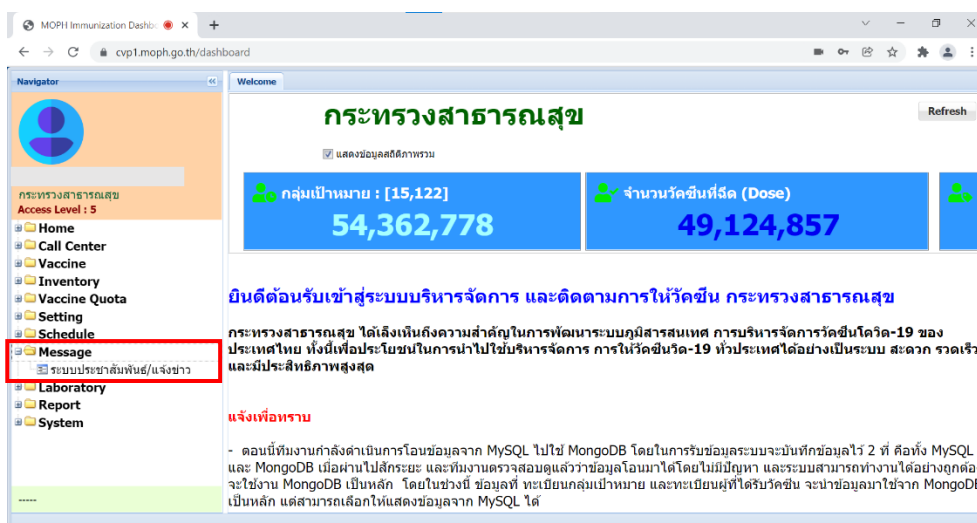 MOPH Immunization Dashb
cvp1.moph.go.th/dashboard
Navigator
Welcome
กระทรวงสาธารณสุข
Refresh
แสดงข้อมูลสถิติภาพรวม
กระทรวงสาธารณสุข
Access Level : 5
กลุ่มเป้าหมาย : [15,122]
54,362,778
จำนวนวัคซีนที่ฉีด (Dose)
49,124,857
Home
Call Center
Vaccine
Inventory
Vaccine Quota
Setting
Schedule
Message
ระบบประชาสัมพันธ์/แจ้งข่าว
Laboratory
Report
System
-----
ยินดีต้อนรับเข้าสู่ระบบบริหารจัดการ และติดตามการให้วัคซีน กระทรวงสาธารณสุข
กระทรวงสาธารณสุข ได้เล็งเห็นถึงความสำคัญในการพัฒนาระบบภูมิสารสนเทศ การบริหารจัดการวัคซีนโควิด-19 ของ
ประเทศไทย ทั้งนี้เพื่อประโยชน์ในการนำไปใช้บริหารจัดการ การให้วัคซีนวิด-19 ทั่วประเทศได้อย่างเป็นระบบ สะดวก รวดเร็ว
และมีประสิทธิภาพสูงสุด
แจ้งเพื่อทราบ
- ตอนนี้ทีมงานกำลังดำเนินการโอนข้อมูลจาก MySQL ไปใช้ MongoDB โดยในการรับข้อมูลระบบจะบันทึกข้อมูลไว้ 2 ที่ คือทั้ง MySQL
และ MongoDB เมื่อผ่านไปสักระยะ และทีมงานตรวจสอบดูแล้วว่าข้อมูลโอนมาได้โดยไม่มีปัญหา และระบบสามารถทำงานได้อย่างถูกต้อ
จะใช้งาน MongoDB เป็นหลัก โดยในช่วงนี้ ข้อมูลที่ ทะเบียนกลุ่มเป้าหมาย และทะเบียนผู้ที่ได้รับวัคซีน จะนำข้อมูลมาใช้จาก MongoDB
เป็นหลัก แต่สามารถเลือกให้แสดงข้อมูลจาก MySQL ได้